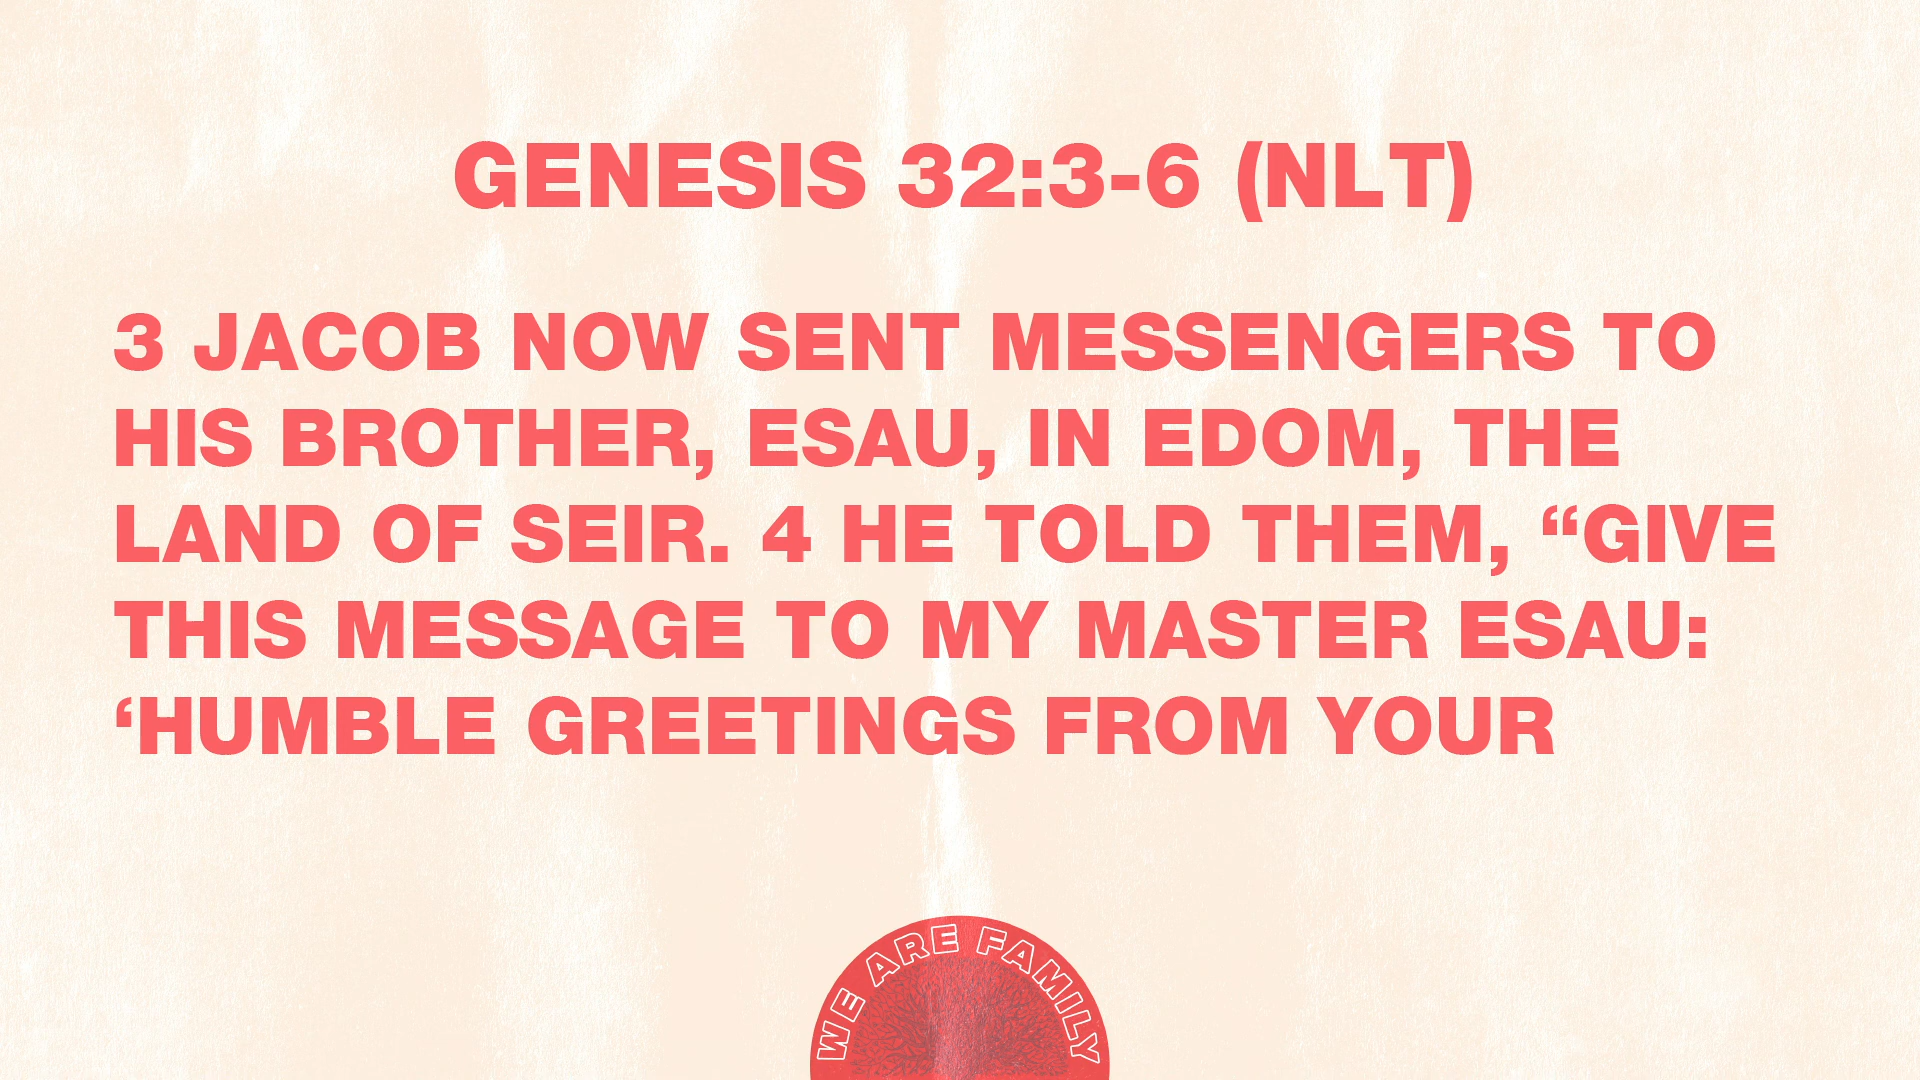 GENESIS 32:3-6 (NLT)
3 JACOB NOW SENT MESSENGERS TO
HIS BROTHER, ESAU, IN EDOM, THE
LAND OF SEIR. 4 HE TOLD THEM, “GIVE
THIS MESSAGE TO MY MASTER ESAU:
‘HUMBLE GREETINGS FROM YOUR
WE ARE FAMILY